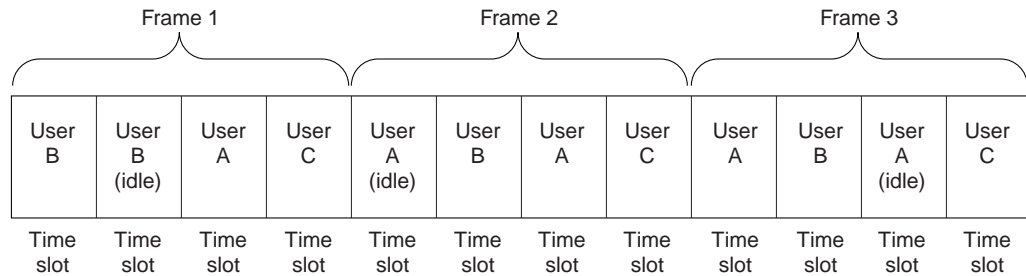 Frame 1 Frame 2 Frame 3
User User User User User User User User User User User User
B B A C A B A C A B A C
(idle) (idle) (idle)
Time Time Time Time Time Time Time Time Time Time Time Time
slot slot slot slot slot slot slot slot slot slot slot slot